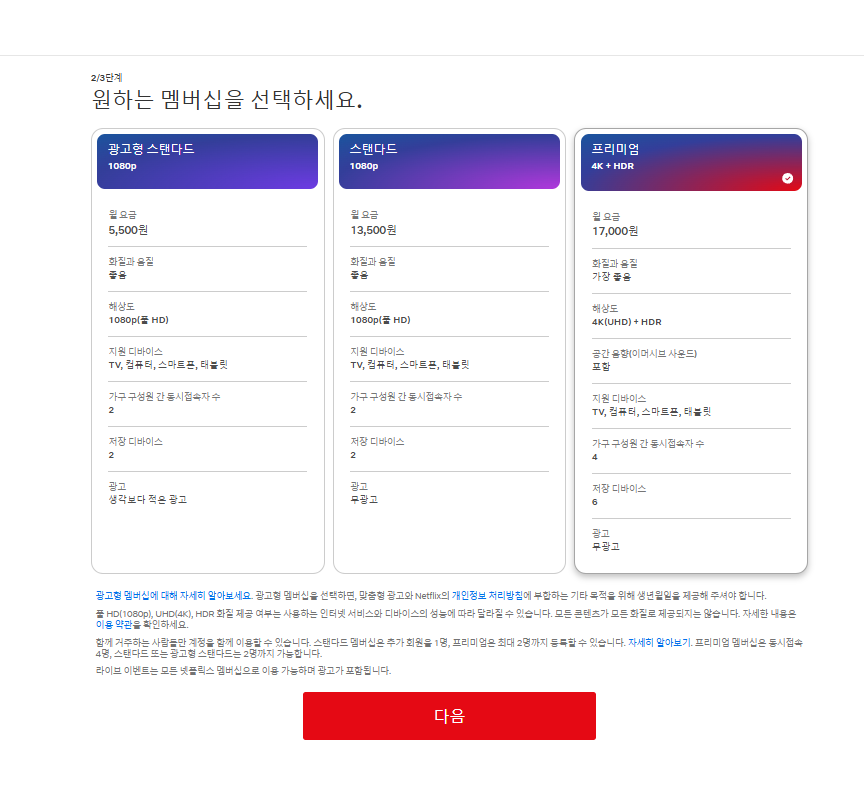 2/3단계
원하는 멤버십을 선택하세요.
광고형 스탠다드
1080p
월 요금
5,500원
화질과 음질
좋음
해상도
1080p(풀 HD)
지원 디바이스
TV, 컴퓨터, 스마트폰, 태블릿
가구 구성원 간 동시접속자 수
2
저장 디바이스
2
광고
생각보다 적은 광고
스탠다드
1080p
월 요금
13,500원
화질과 음질
좋음
해상도
1080p(풀 HD)
지원 디바이스
TV, 컴퓨터, 스마트폰, 태블릿
가구 구성원 간 동시접속자 수
2
저장 디바이스
2
광고
무광고
프리미엄
4K + HDR
월 요금
17,000원
화질과 음질
가장 좋음
해상도
4K(UHD) + HDR
공간 음향(이머시브 사운드)
포함
지원 디바이스
TV, 컴퓨터, 스마트폰, 태블릿
가구 구성원 간 동시접속자 수
4
저장 디바이스
6
광고
무광고
광고형 멤버십에 대해 자세히 알아보세요. 광고형 멤버십을 선택하면, 맞춤형 광고와 Netflix의 개인정보 처리방침에 부합하는 기타 목적을 위해 생년월일을 제공해 주셔야 합니다.
풀 HD(1080p), UHD(4K), HDR 화질 제공 여부는 사용하는 인터넷 서비스와 디바이스의 성능에 따라 달라질 수 있습니다. 모든 콘텐츠가 모든 화질로 제공되지는 않습니다. 자세한 내용은
이용 약관을 확인하세요.
함께 거주하는 사람들만 계정을 함께 이용할 수 있습니다. 스탠다드 멤버십은 추가 회원을 1명, 프리미엄은 최대 2명까지 등록할 수 있습니다. 자세히 알아보기. 프리미엄 멤버십은 동시접속
4명, 스탠다드 또는 광고형 스탠다드는 2명까지 가능합니다.
라이브 이벤트는 모든 넷플릭스 멤버십으로 이용 가능하며 광고가 포함됩니다.
다음